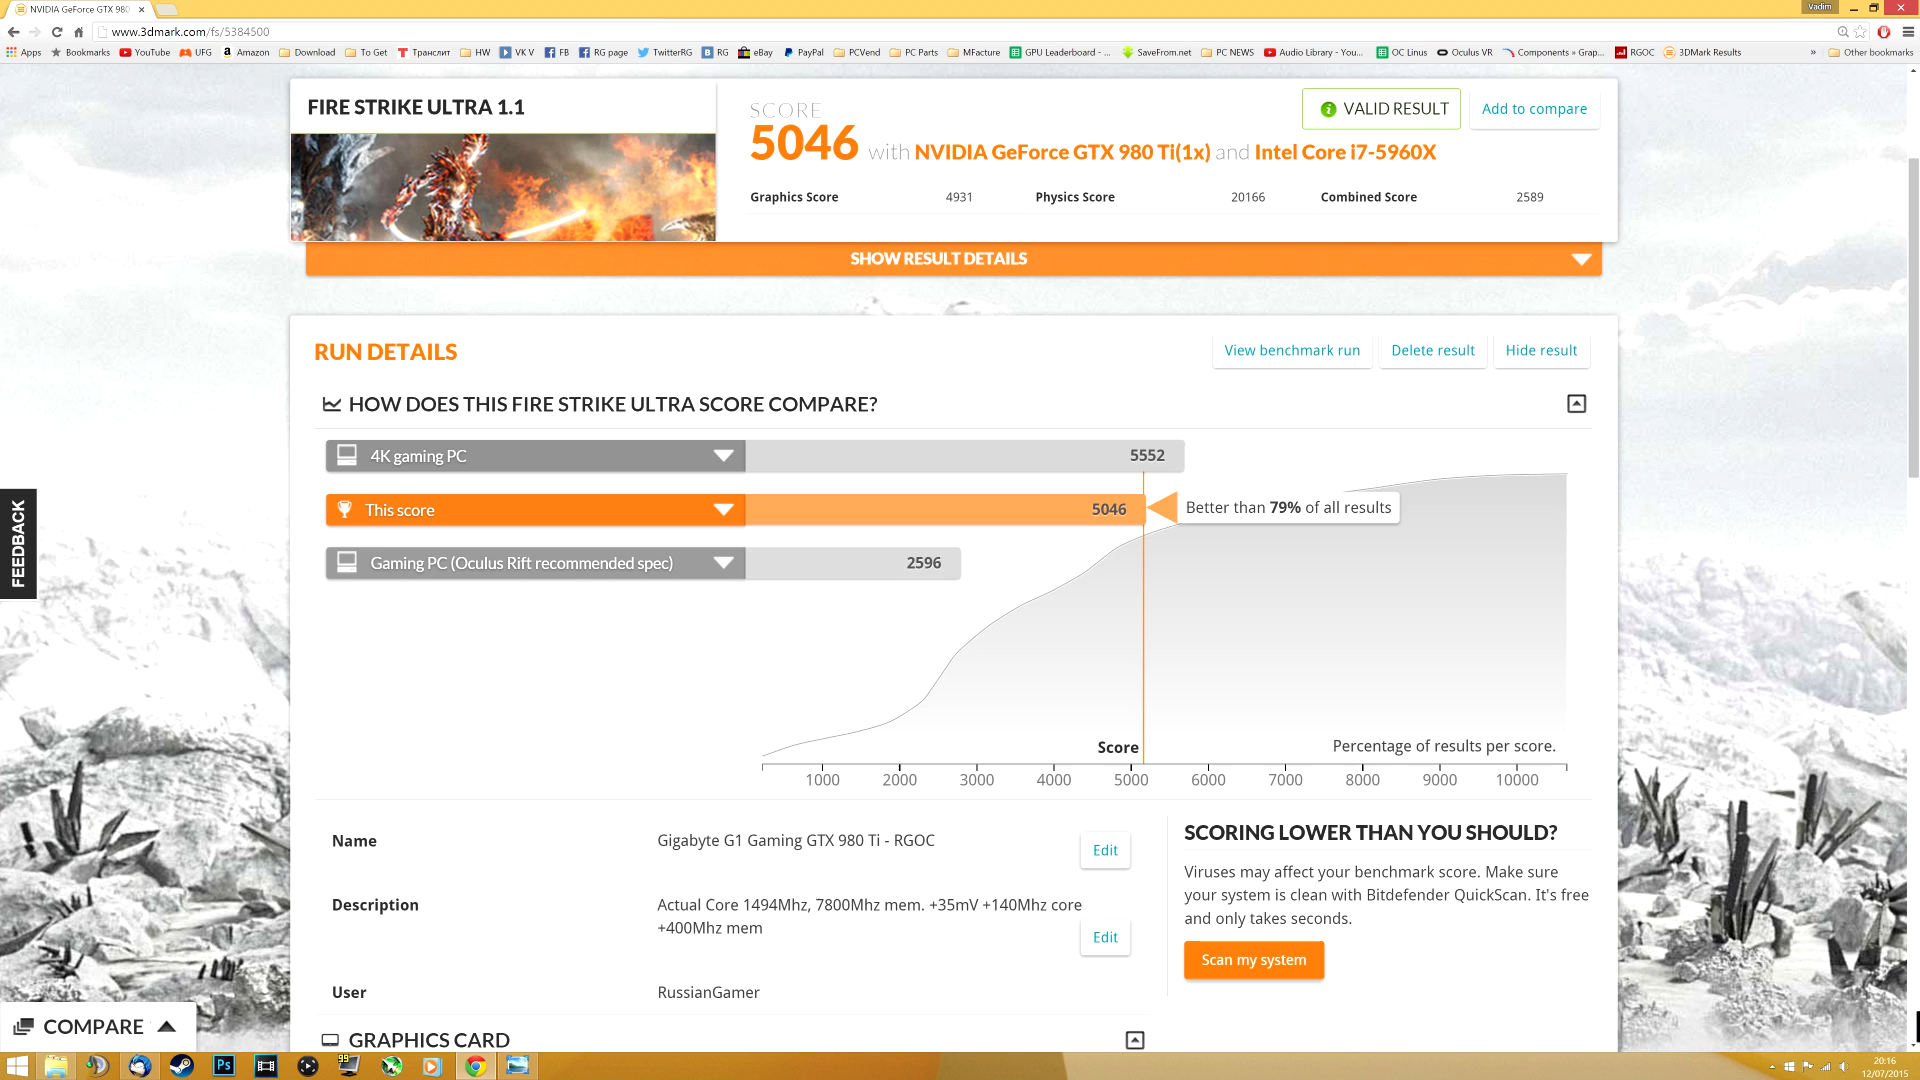 NVIDIA GeForce GTX 980
Vadim
www.3dmark.com/fs/5384500
Apps Bookmarks YouTube UFG Amazon Download To Get Транслит HW VK V FB RG page TwitterRG RG eBay PayPal PCVend PC Parts MFacture GPU Leaderboard - ... SaveFrom.net PC NEWS Audio Library - You... OC Linus Oculus VR Components » Grap... RGOC 3DMark Results » Other bookmarks
FIRE STRIKE ULTRA 1.1
SCORE
VALID RESULT
Add to compare
5046 with NVIDIA GeForce GTX 980 Ti(1x) and Intel Core i7-5960X
Graphics Score 4931 Physics Score 20166 Combined Score 2589
SHOW RESULT DETAILS
RUN DETAILS
View benchmark run Delete result Hide result
HOW DOES THIS FIRE STRIKE ULTRA SCORE COMPARE?
4K gaming PC 5552
This score 5046
Better than 79% of all results
Gaming PC (Oculus Rift recommended spec) 2596
FEEDBACK
Score
Percentage of results per score.
1000 2000 3000 4000 5000 6000 7000 8000 9000 10000
Name Gigabyte G1 Gaming GTX 980 Ti - RGOC
Edit
Description Actual Core 1494Mhz, 7800Mhz mem. +35mV +140Mhz core
+400Mhz mem
Edit
User RussianGamer
SCORING LOWER THAN YOU SHOULD?
Viruses may affect your benchmark score. Make sure
your system is clean with Bitdefender QuickScan. It's free
and only takes seconds.
Scan my system
COMPARE
GRAPHICS CARD
Ps
99
20:16
12/07/2015